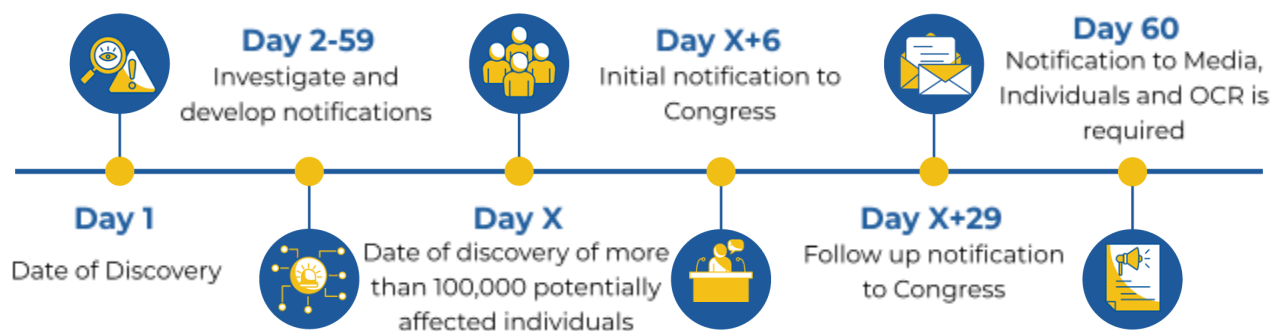 Day 1
Date of Discovery
Day 2-59
Investigate and
develop notifications
Day X
Date of discovery of more
than 100,000 potentially
affected individuals
Day X+6
Initial notification to
Congress
Day X+29
Follow up notification
to Congress
Day 60
Notification to Media,
Individuals and OCR is
required